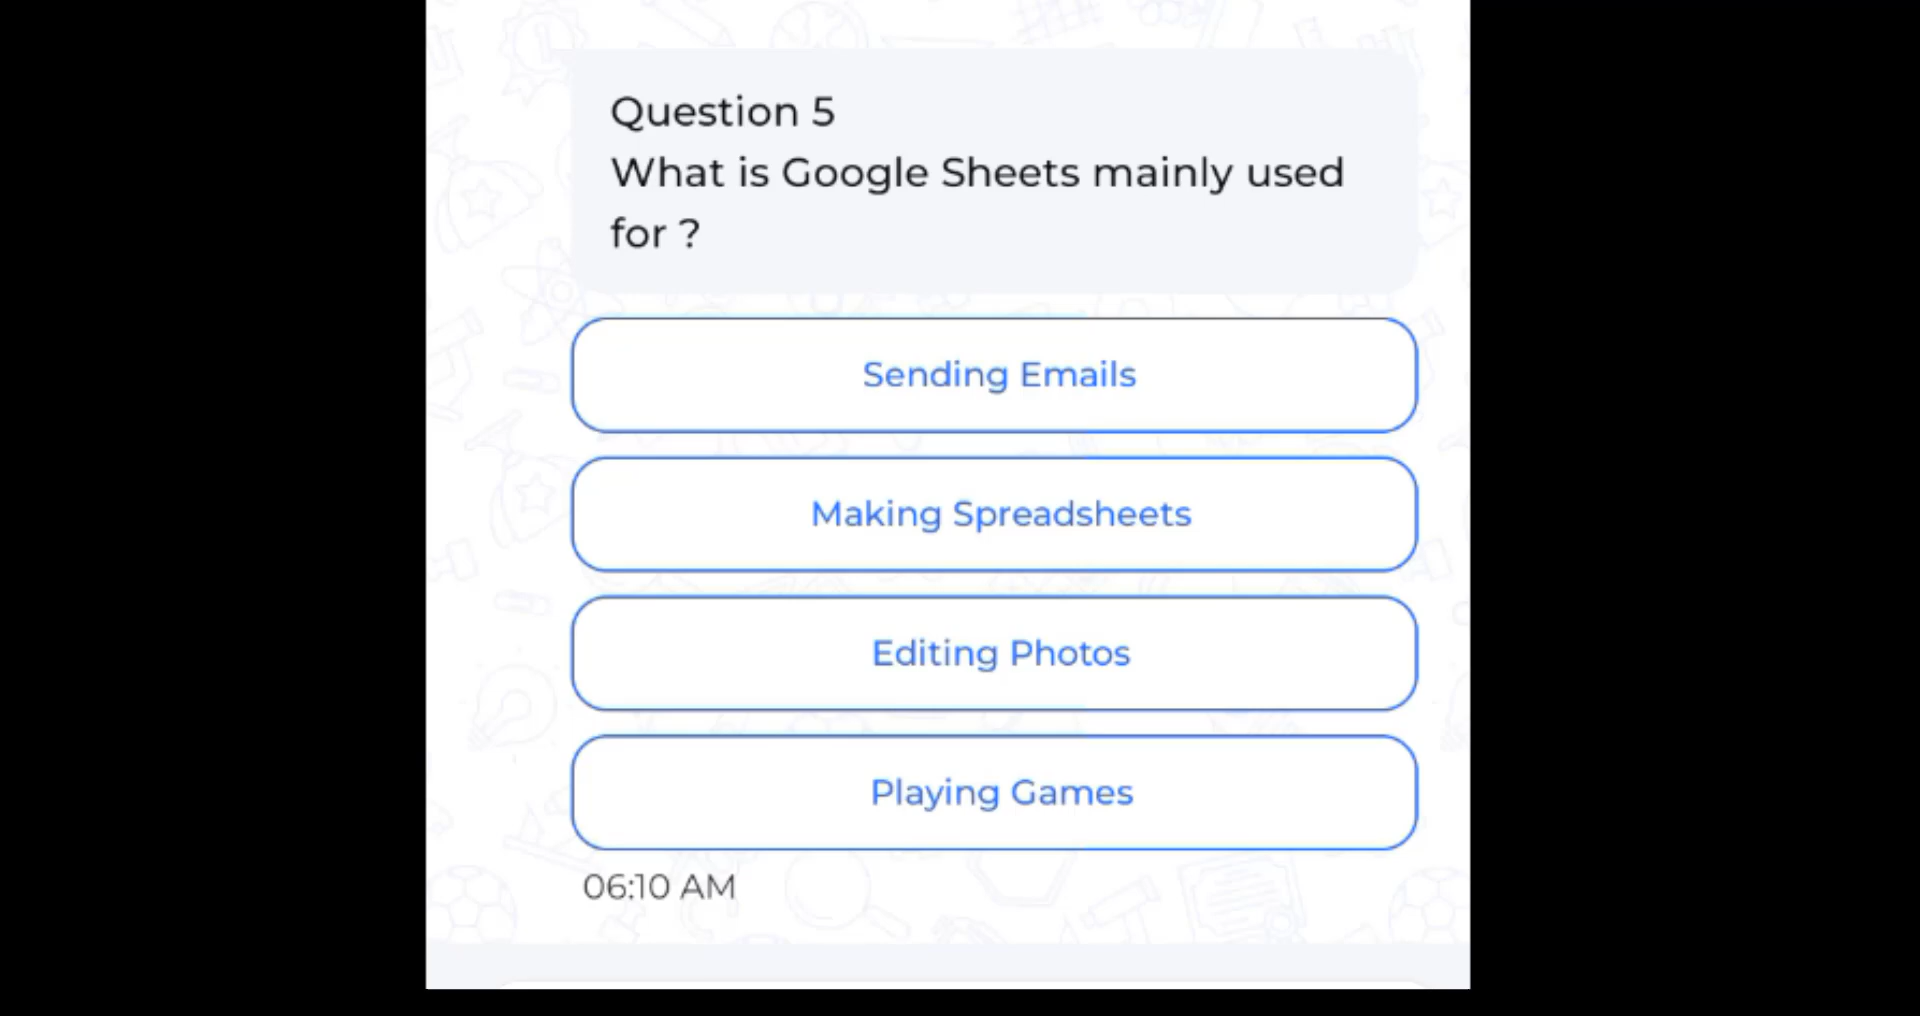 Question 5
What is Google Sheets mainly used
for ?
Sending Emails
Making Spreadsheets
Editing Photos
Playing Games
06:10 AM